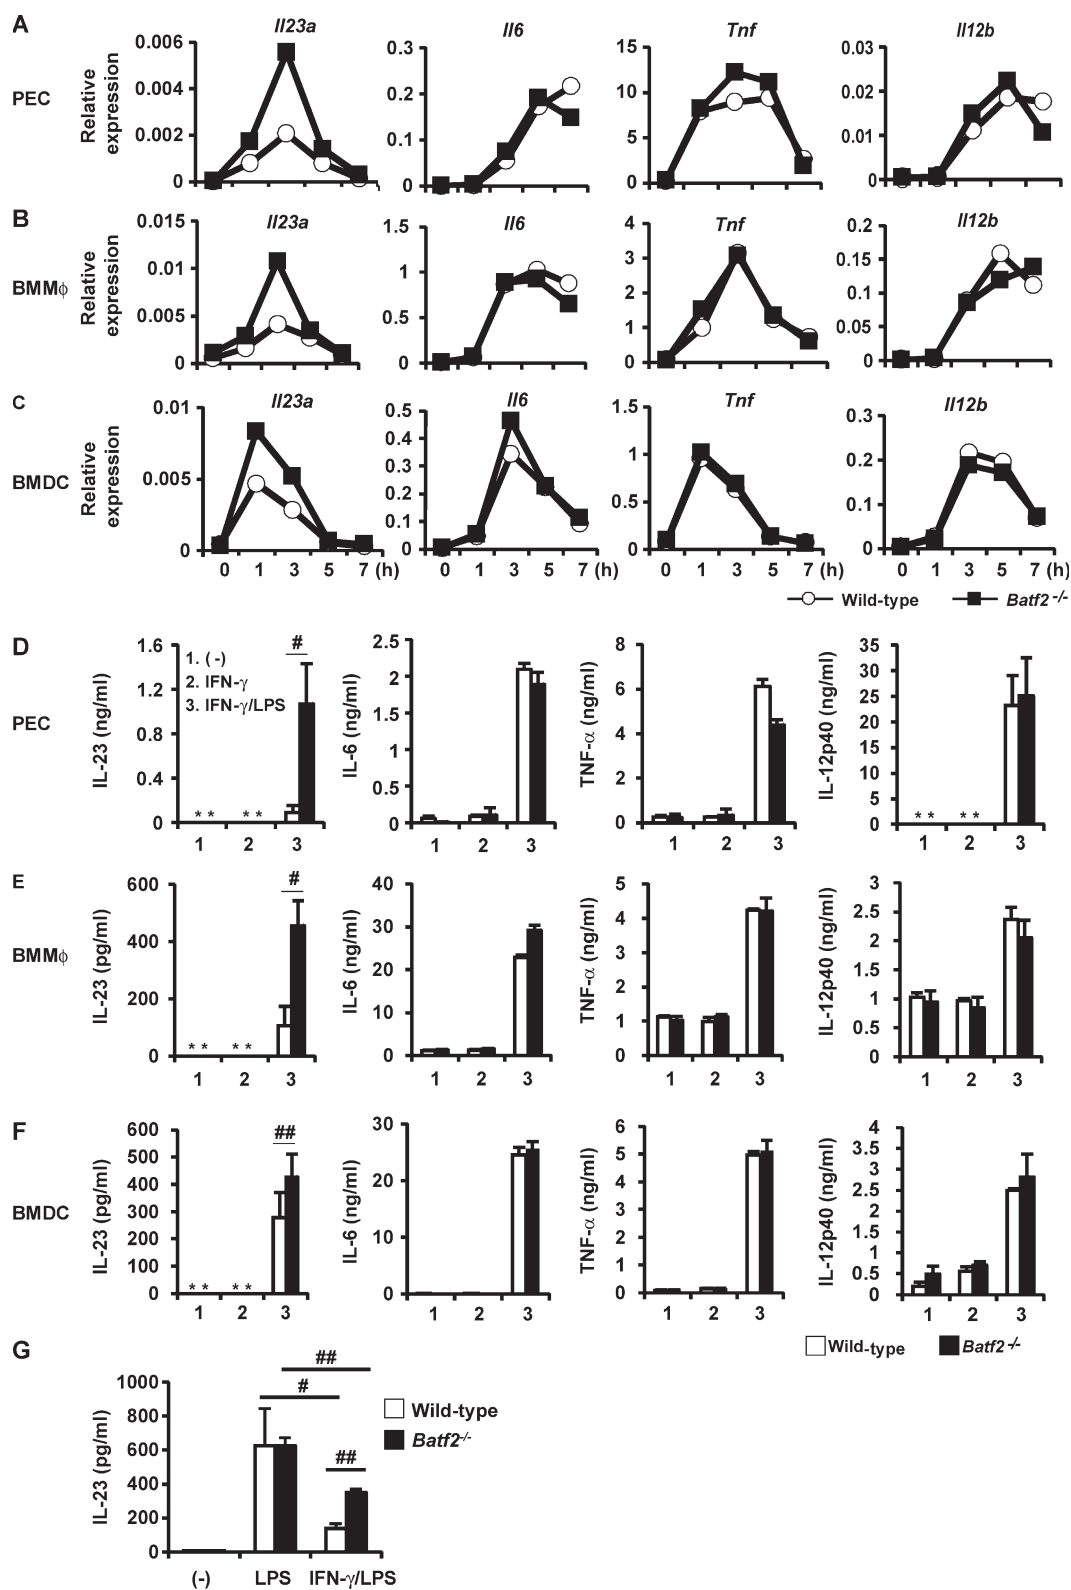 A
Il23a
Il6
Tnf
Il12b
PEC
Relative expression
0.006
0.004
0.002
0
0.3
0.2
0.1
0
15
10
5
0
0.03
0.02
0.01
0
B
Il23a
Il6
Tnf
Il12b
BMMϕ
Relative expression
0.015
0.01
0.005
0
1.5
1
0.5
0
4
3
2
1
0
0.2
0.15
0.1
0.05
0
C
Il23a
Il6
Tnf
Il12b
BMDC
Relative expression
0.01
0.005
0
0.5
0.4
0.3
0.2
0.1
0
1.5
1
0.5
0
0.3
0.2
0.1
0
0 1 3 5 7 (h)
0 1 3 5 7 (h)
0 1 3 5 7 (h)
0 1 3 5 7 (h)
Wild-type
Batf2 -/-
D
PEC
IL-23 (ng/ml)
1.6
1.2
0.8
0.4
0
1. (-)
2. IFN-γ
3. IFN-γ/LPS
#
* * * *
1 2 3
IL-6 (ng/ml)
2.5
2
1.5
1
0.5
0
1 2 3
TNF-α (ng/ml)
8
6
4
2
0
1 2 3
IL-12p40 (ng/ml)
35
30
25
20
15
10
5
0
* * * *
1 2 3
E
BMMϕ
IL-23 (pg/ml)
600
400
200
0
#
* * * *
1 2 3
IL-6 (ng/ml)
40
30
20
10
0
1 2 3
TNF-α (ng/ml)
5
4
3
2
1
0
1 2 3
IL-12p40 (ng/ml)
3
2.5
2
1.5
1
0.5
0
1 2 3
F
BMDC
IL-23 (pg/ml)
600
500
400
300
200
100
0
##
* * * *
1 2 3
IL-6 (ng/ml)
30
20
10
0
1 2 3
TNF-α (ng/ml)
6
5
4
3
2
1
0
1 2 3
IL-12p40 (ng/ml)
4
3.5
3
2.5
2
1.5
1
0.5
0
1 2 3
Wild-type
Batf2 -/-
G
IL-23 (pg/ml)
1000
800
600
400
200
0
##
#
##
Wild-type
Batf2-/-
(-) LPS IFN-γ/LPS